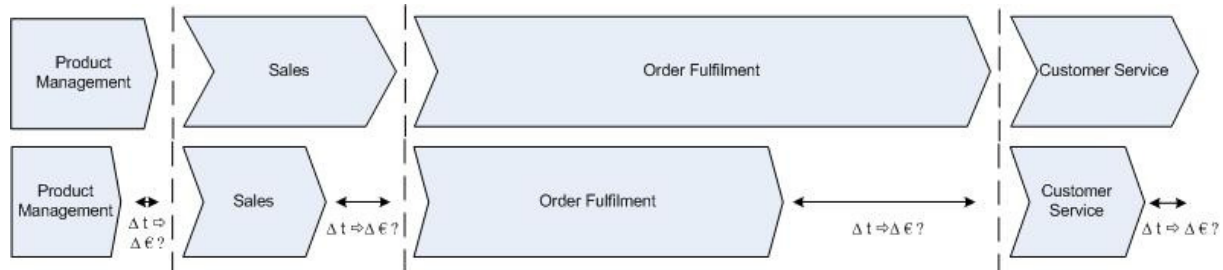 Product
Management
Sales
Order Fulfilment
Customer Service
Product
Management
Δ t ⇨
Δ € ?
Sales
Δ t ⇨ Δ € ?
Order Fulfilment
Δ t ⇨ Δ € ?
Customer
Service
Δ t ⇨ Δ € ?